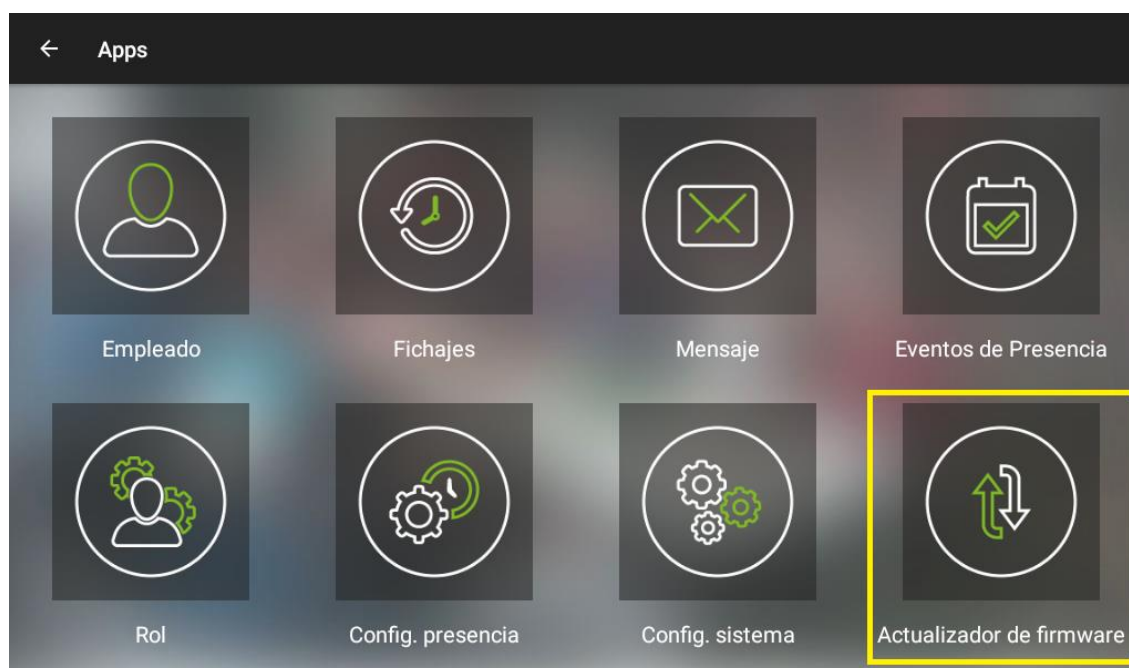 Apps
Empleado
Fichajes
Mensaje
Eventos de Presencia
Rol
Config. presencia
Config. sistema
Actualizador de firmware